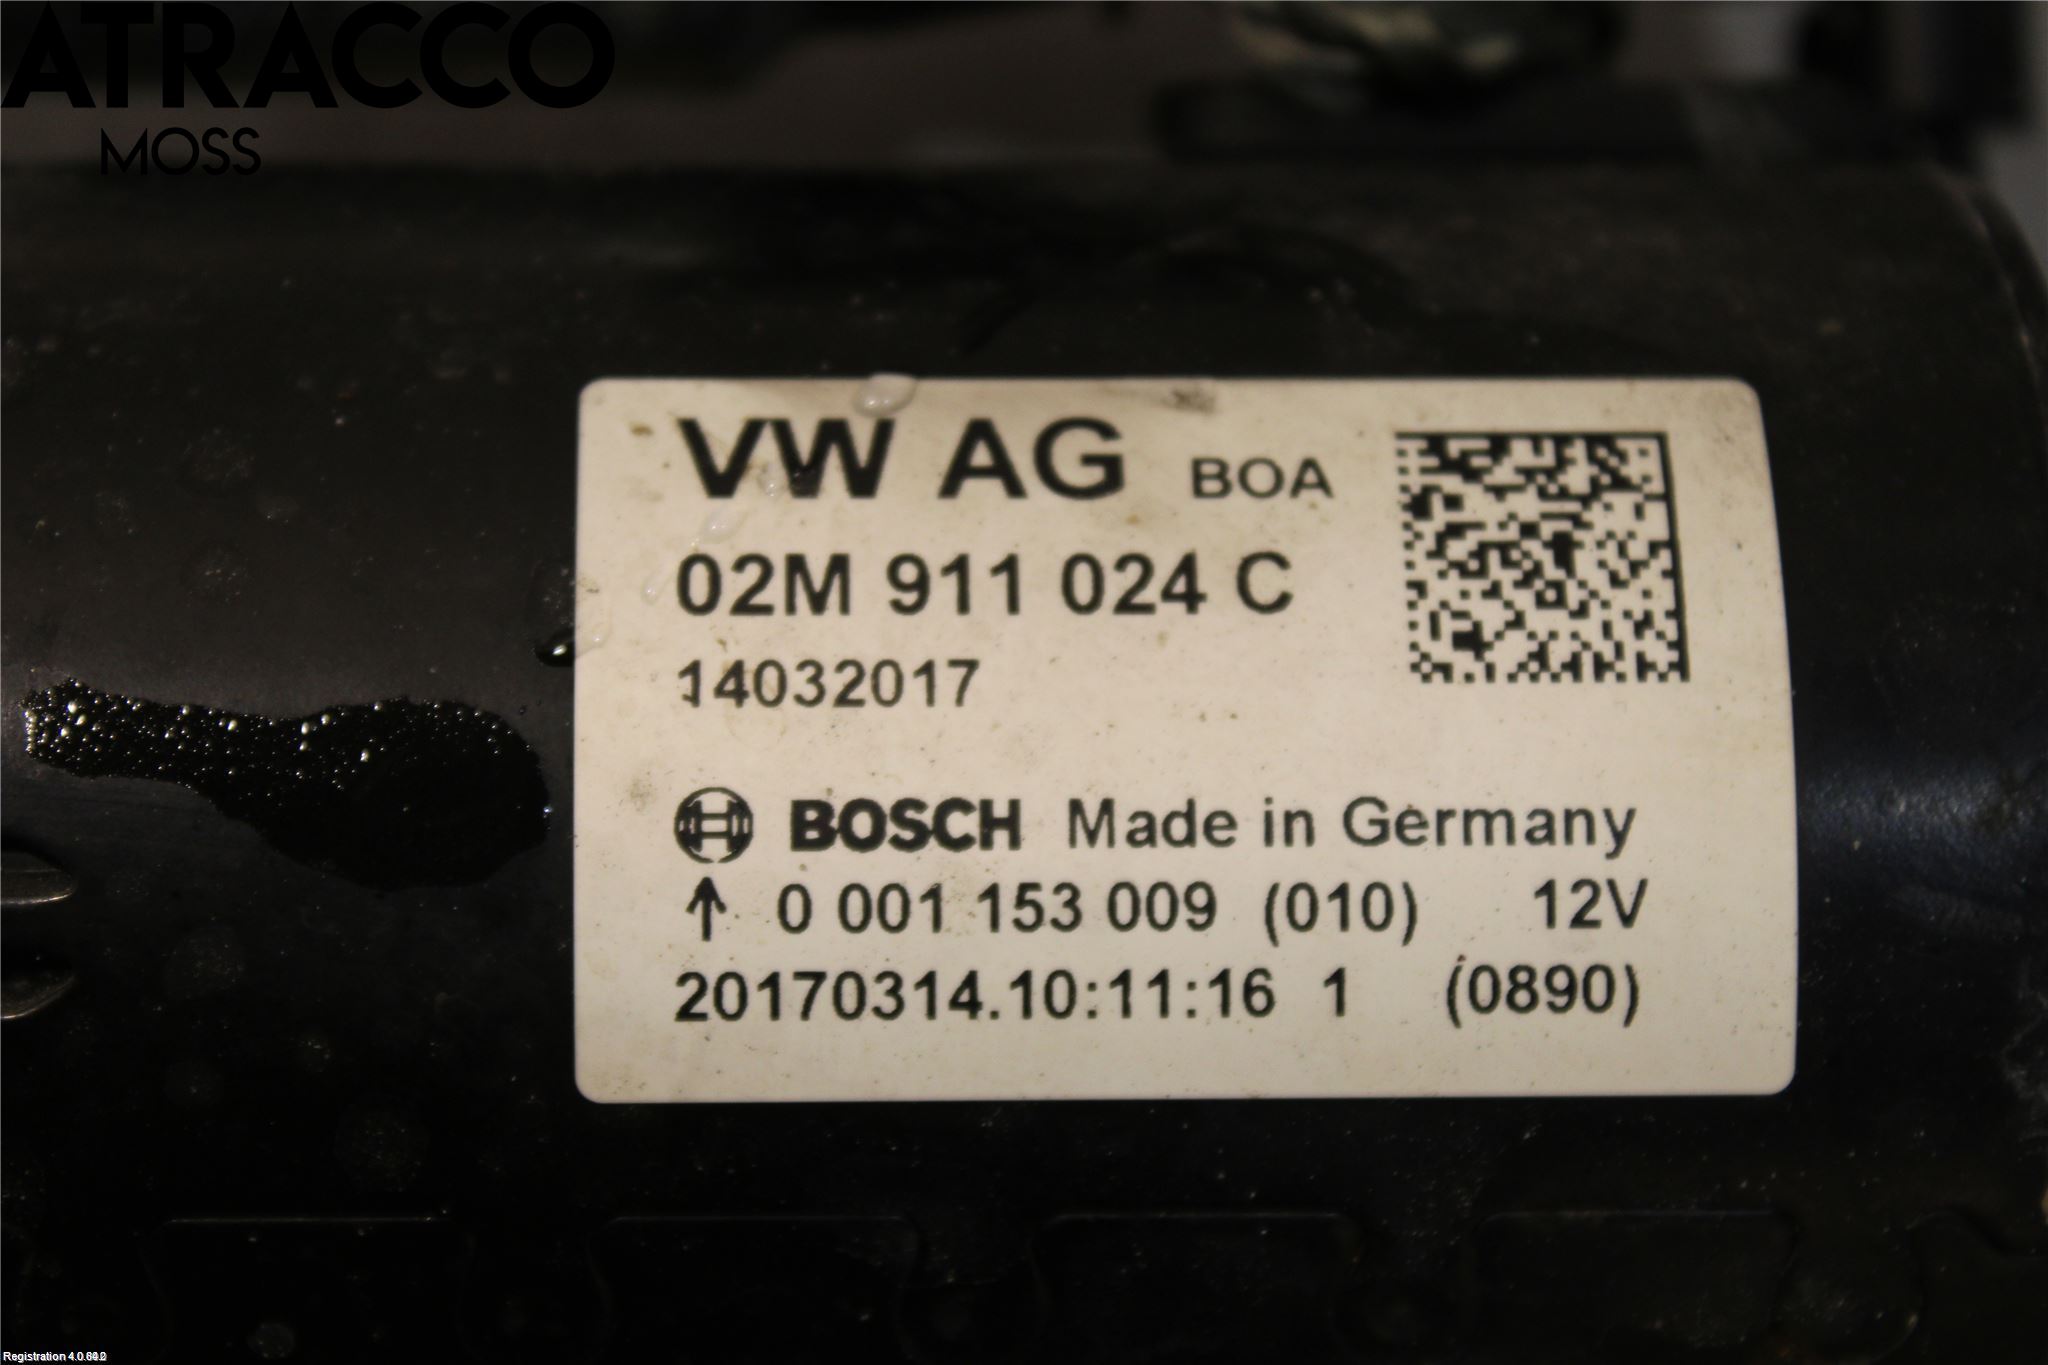 ATRACCO
MOSS
VW AG BOA
02M 911 024 C
14032017
BOSCH Made in Germany
↑ 0 001 153 009 (010) 12V
20170314.10:11:16 1 (0890)
Registration